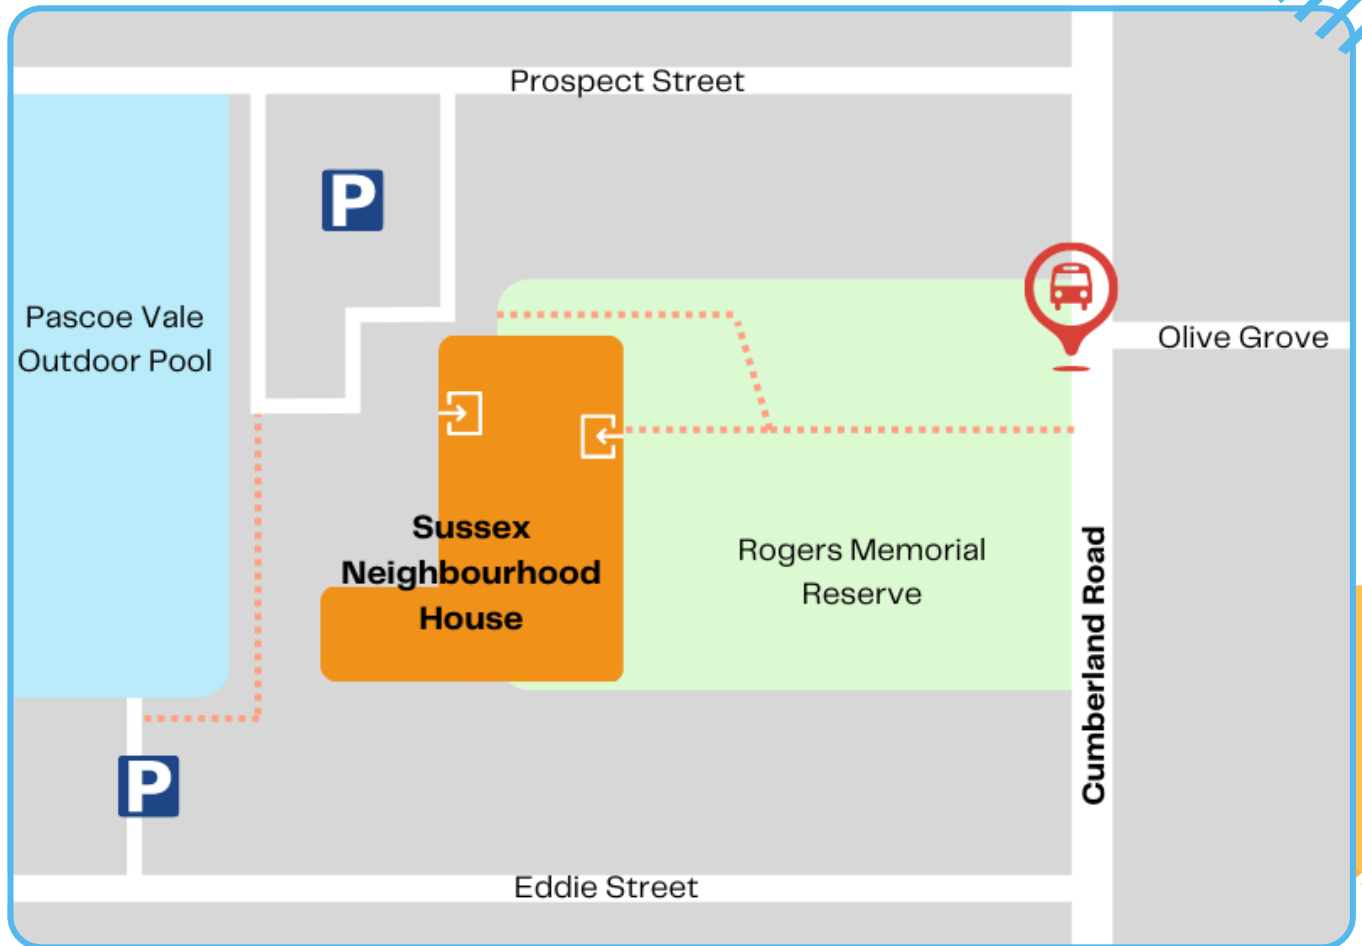 Prospect Street
P
Pascoe Vale
Outdoor Pool
Olive Grove
Sussex
Neighbourhood
House
Rogers Memorial
Reserve
Cumberland Road
P
Eddie Street